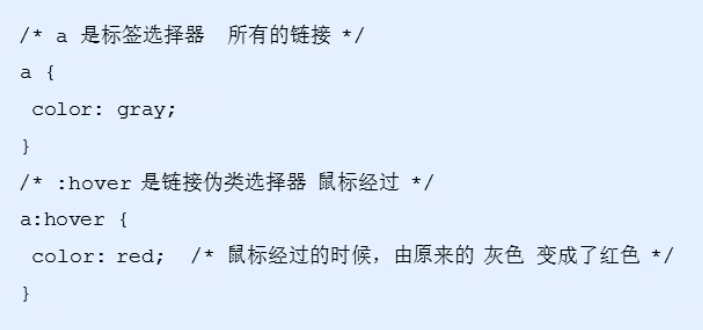 /* a 是标签选择器  所有的链接 */
a {
 color: gray;
}
/* :hover 是链接伪类选择器 鼠标经过 */
a:hover {
 color: red;  /* 鼠标经过的时候，由原来的 灰色 变成了红色 */
}